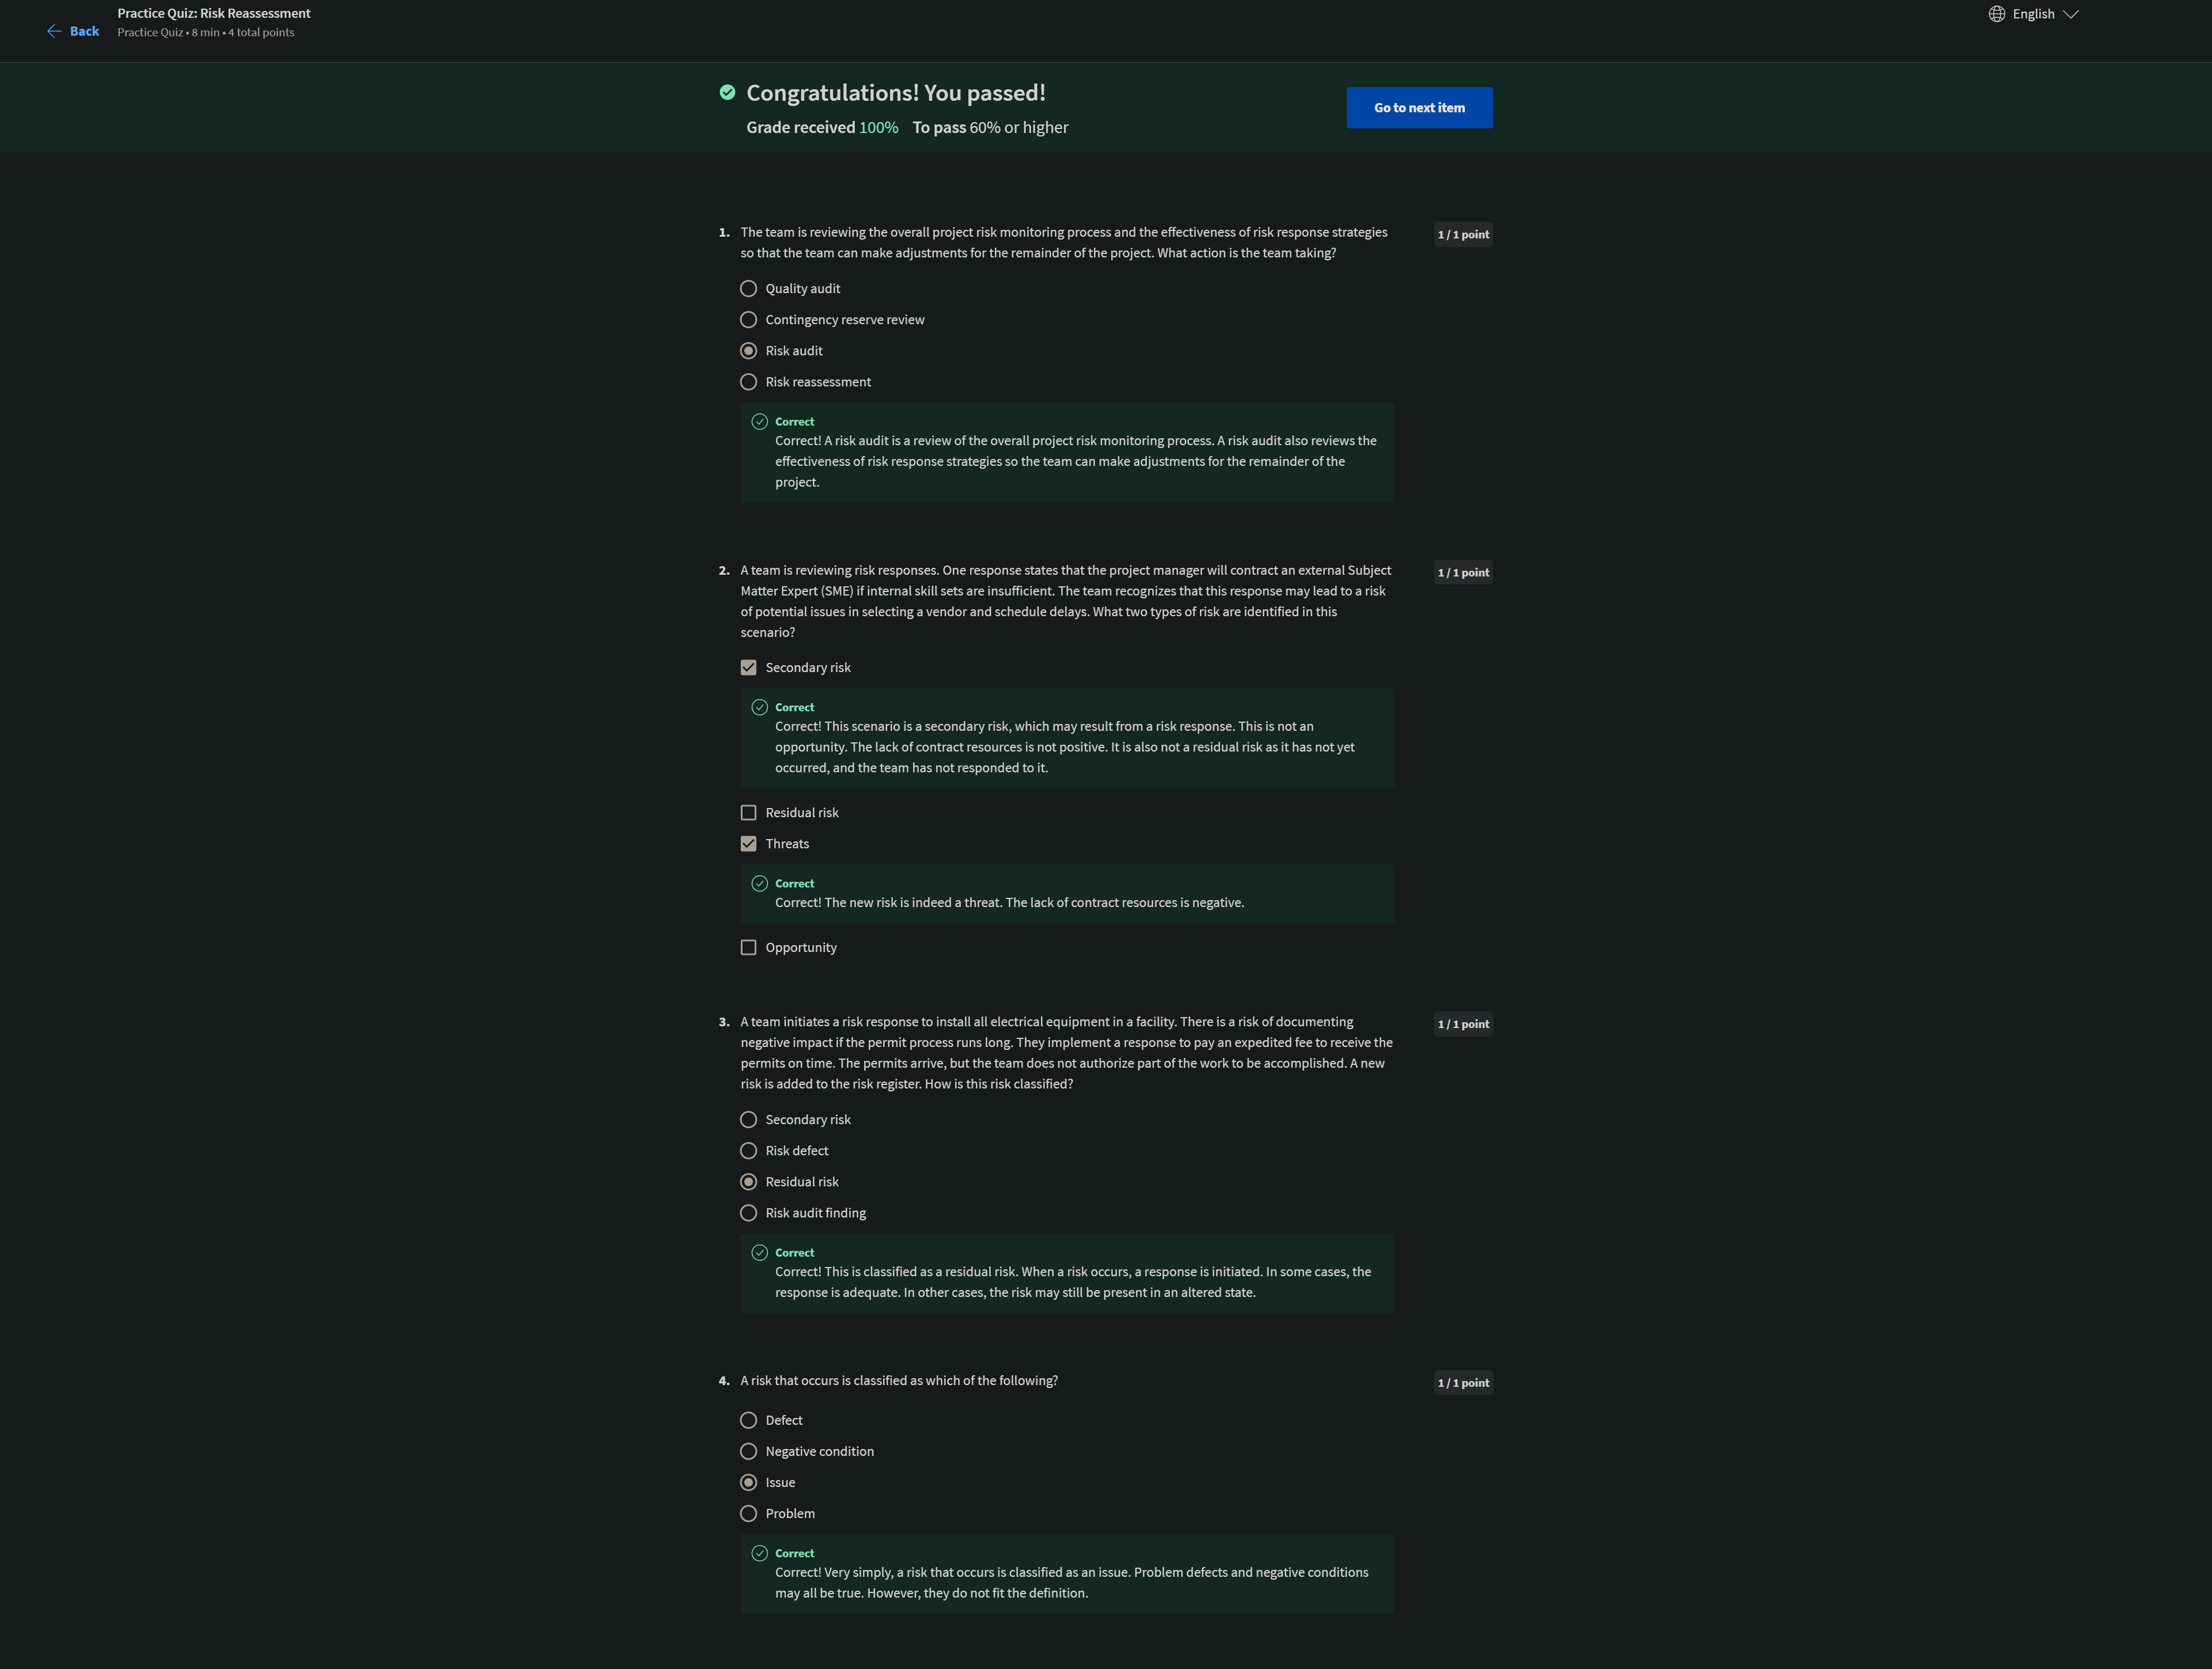 Back
Practice Quiz: Risk Reassessment
Practice Quiz • 8 min • 4 total points
English
Congratulations! You passed!
Grade received 100% To pass 60% or higher
Go to next item
1. The team is reviewing the overall project risk monitoring process and the effectiveness of risk response strategies
so that the team can make adjustments for the remainder of the project. What action is the team taking?
1 / 1 point
Quality audit
Contingency reserve review
Risk audit
Risk reassessment
Correct
Correct! A risk audit is a review of the overall project risk monitoring process. A risk audit also reviews the
effectiveness of risk response strategies so the team can make adjustments for the remainder of the
project.
2. A team is reviewing risk responses. One response states that the project manager will contract an external Subject
Matter Expert (SME) if internal skill sets are insufficient. The team recognizes that this response may lead to a risk
of potential issues in selecting a vendor and schedule delays. What two types of risk are identified in this
scenario?
1 / 1 point
Secondary risk
Correct
Correct! This scenario is a secondary risk, which may result from a risk response. This is not an
opportunity. The lack of contract resources is not positive. It is also not a residual risk as it has not yet
occurred, and the team has not responded to it.
Residual risk
Threats
Correct
Correct! The new risk is indeed a threat. The lack of contract resources is negative.
Opportunity
3. A team initiates a risk response to install all electrical equipment in a facility. There is a risk of documenting
negative impact if the permit process runs long. They implement a response to pay an expedited fee to receive the
permits on time. The permits arrive, but the team does not authorize part of the work to be accomplished. A new
risk is added to the risk register. How is this risk classified?
1 / 1 point
Secondary risk
Risk defect
Residual risk
Risk audit finding
Correct
Correct! This is classified as a residual risk. When a risk occurs, a response is initiated. In some cases, the
response is adequate. In other cases, the risk may still be present in an altered state.
4. A risk that occurs is classified as which of the following?
1 / 1 point
Defect
Negative condition
Issue
Problem
Correct
Correct! Very simply, a risk that occurs is classified as an issue. Problem defects and negative conditions
may all be true. However, they do not fit the definition.